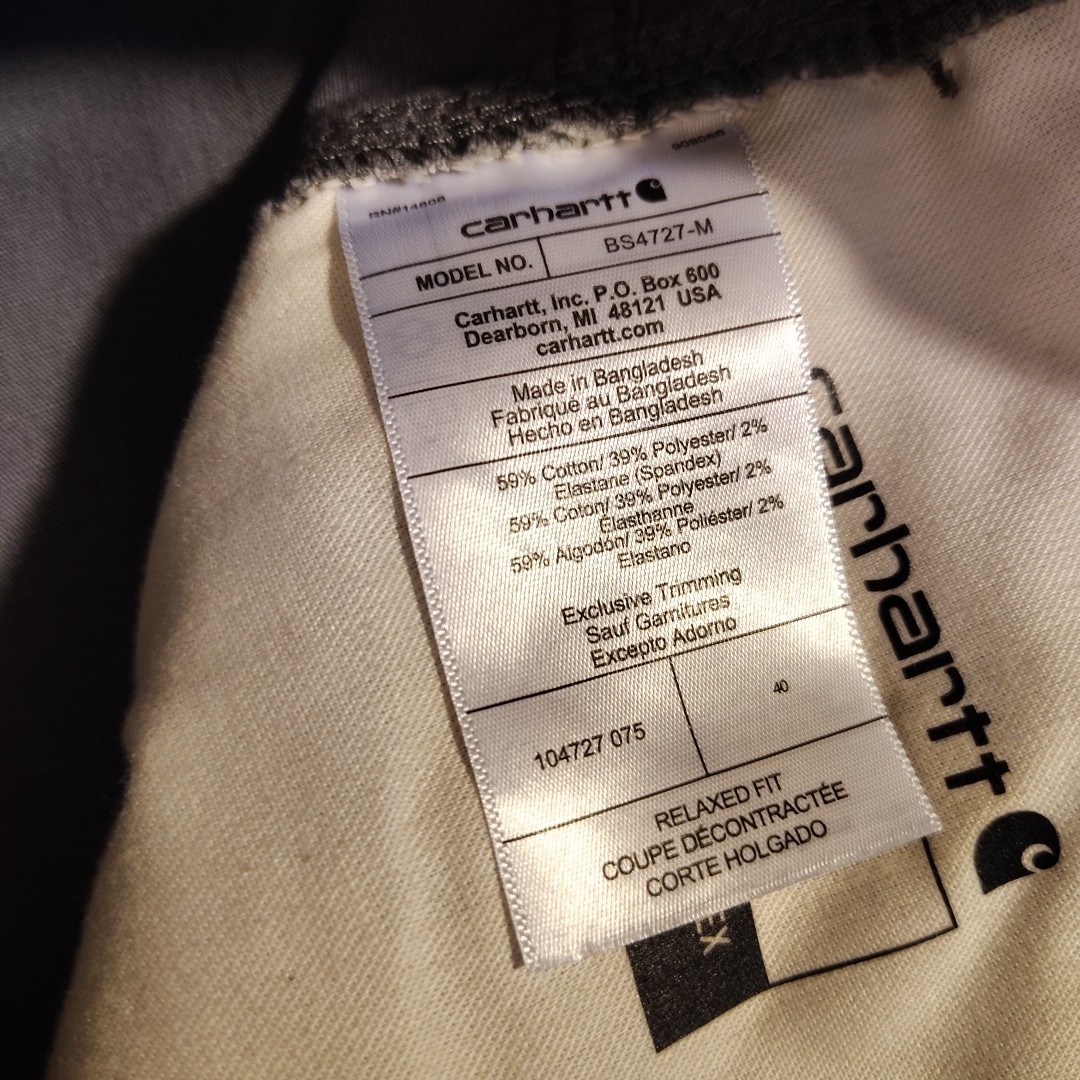 RN#14806
908066
carhartt
MODEL NO.
BS4727-M
Carhartt, Inc. P.O. Box 600
Dearborn, MI 48121 USA
carhartt.com
Made in Bangladesh
Fabriqué au Bangladesh
Hecho en Bangladesh
59% Cotton/ 39% Polyester/ 2%
Elastane (Spandex)
59% Coton/ 39% Polyester/ 2%
Élasthanne
59% Algodón/ 39% Poliéster/ 2%
Elastano
Exclusive Trimming
Sauf Garnitures
Excepto Adorno
104727 075
40
RELAXED FIT
COUPE DÉCONTRACTÉE
CORTE HOLGADO
carhartt